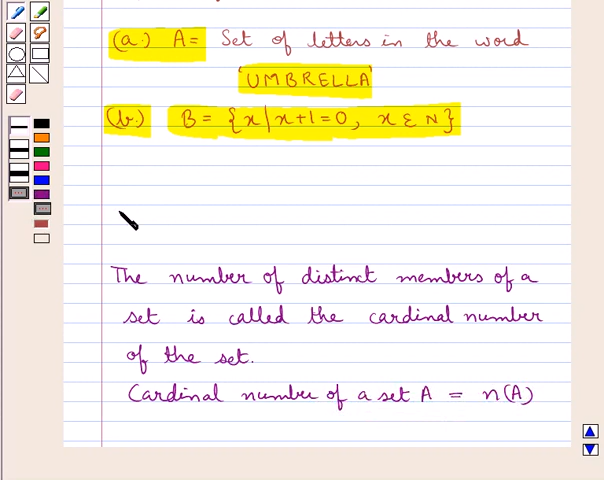 (a.) A = Set of letters in the word
'UMBRELLA'
(b.) B = {x | x+1=0, x ε N}
The number of distinct members of a
set is called the cardinal number
of the set.
Cardinal number of a set A = n(A)